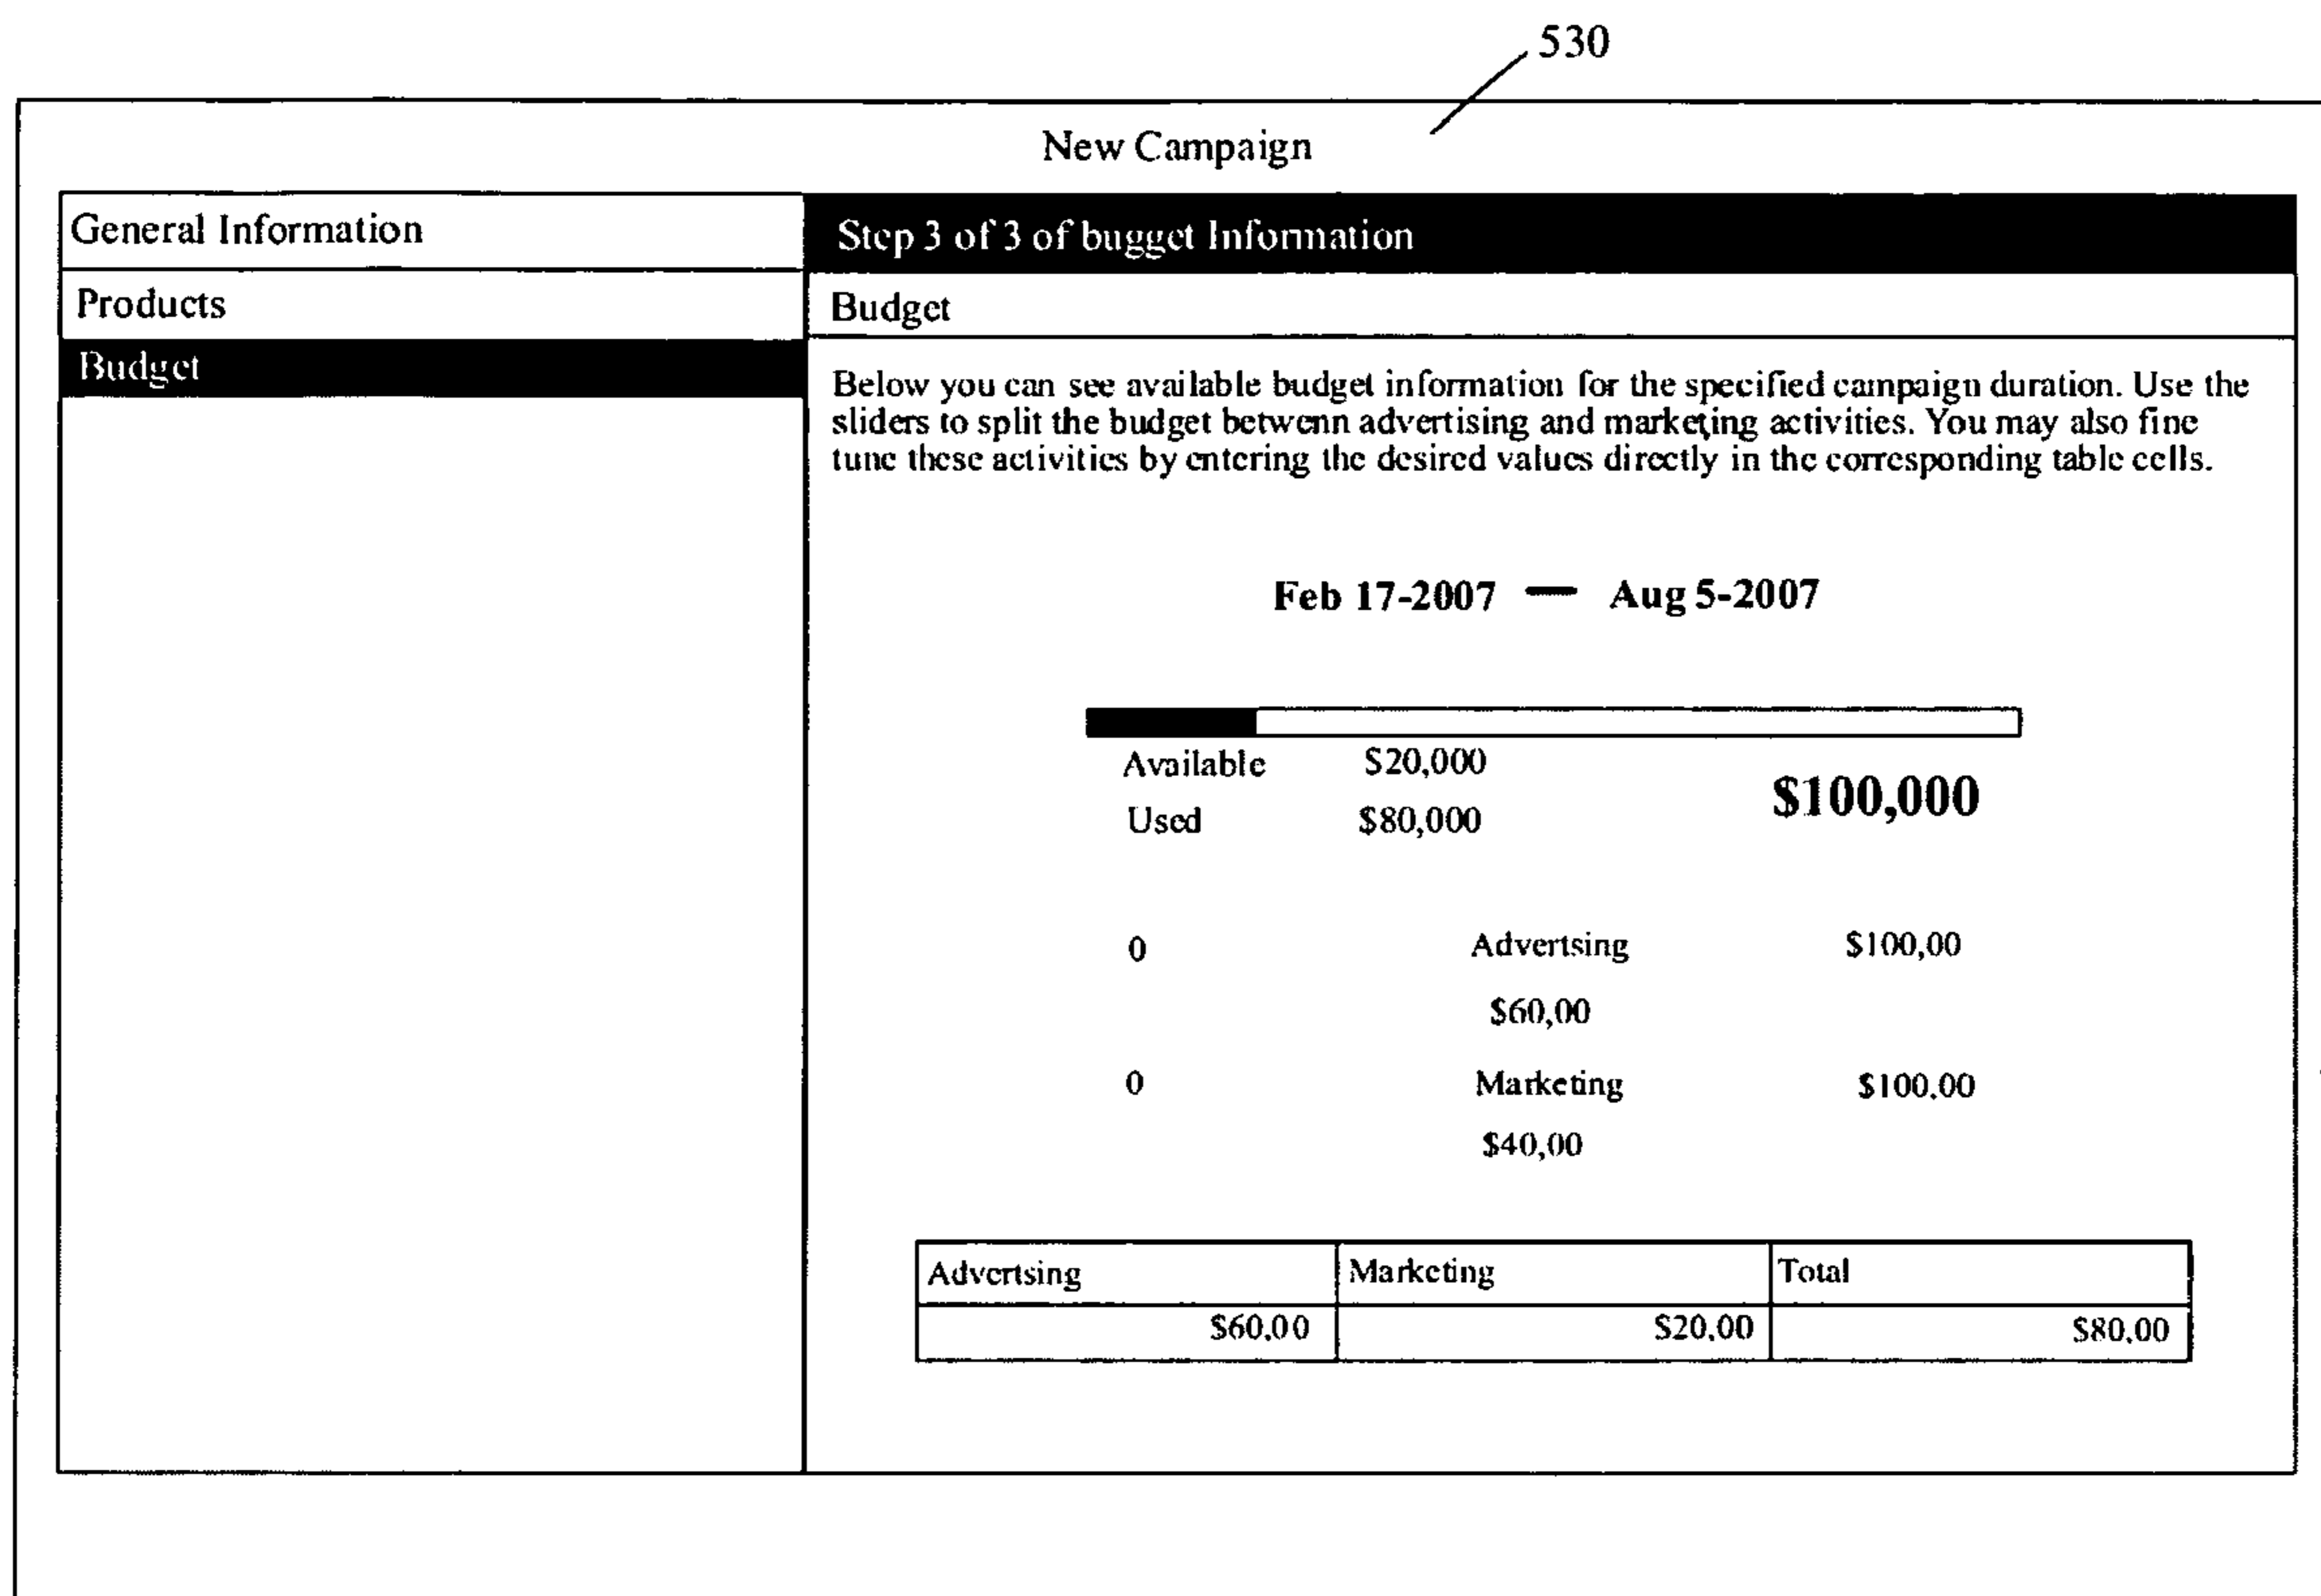 530
New Campaign
General Information
Products
Budget
Step 3 of 3 of bugget Information
Budget
Below you can see available budget information for the specified campaign duration. Use the
sliders to split the budget betwenn advertising and marketing activities. You may also fine
tune these activities by entering the desired values directly in the corresponding table cells.
Feb 17-2007 — Aug 5-2007
Available $20,000
Used $80,000
$100,000
0 Advertsing $100,00
$60,00
0 Marketing $100.00
$40,00
Advertsing Marketing Total
$60.00 $20.00 $80.00